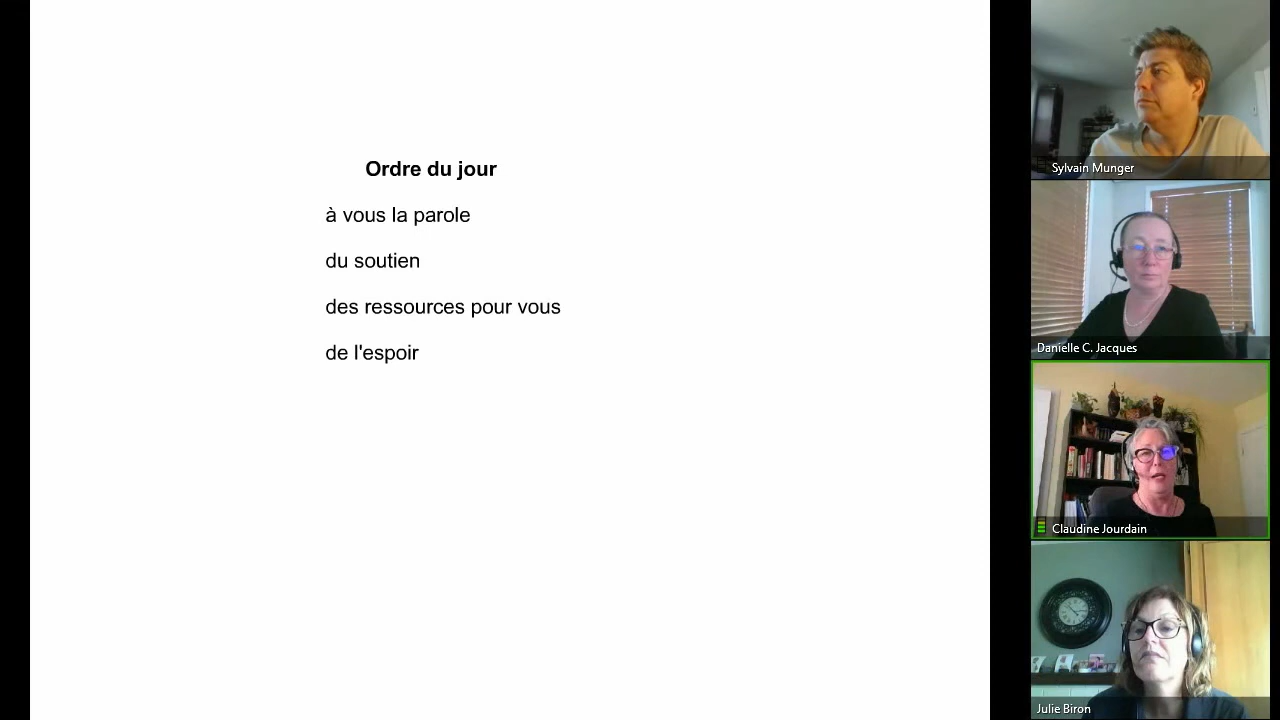 Ordre du jour
à vous la parole
du soutien
des ressources pour vous
de l'espoir
Sylvain Munger
Danielle C. Jacques
Claudine Jourdain
Julie Biron